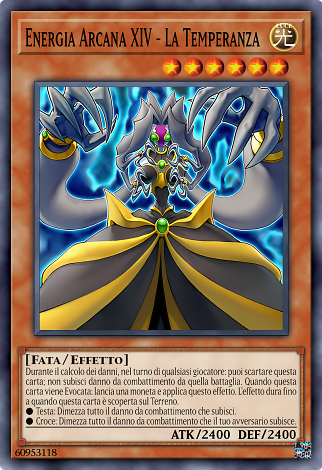 Energia Arcana XIV - La Temperanza
光
[Fata/Effetto]
Durante il calcolo dei danni, nel turno di qualsiasi giocatore: puoi scartare questa
carta; non subisci danno da combattimento da quella battaglia. Quando questa
carta viene Evocata: lancia una moneta e applica questo effetto. L'effetto dura fino
a quando questa carta è scoperta sul Terreno.
● Testa: Dimezza tutto il danno da combattimento che subisci.
● Croce: Dimezza tutto il danno da combattimento che il tuo avversario subisce.
ATK/2400 DEF/2400
60953118